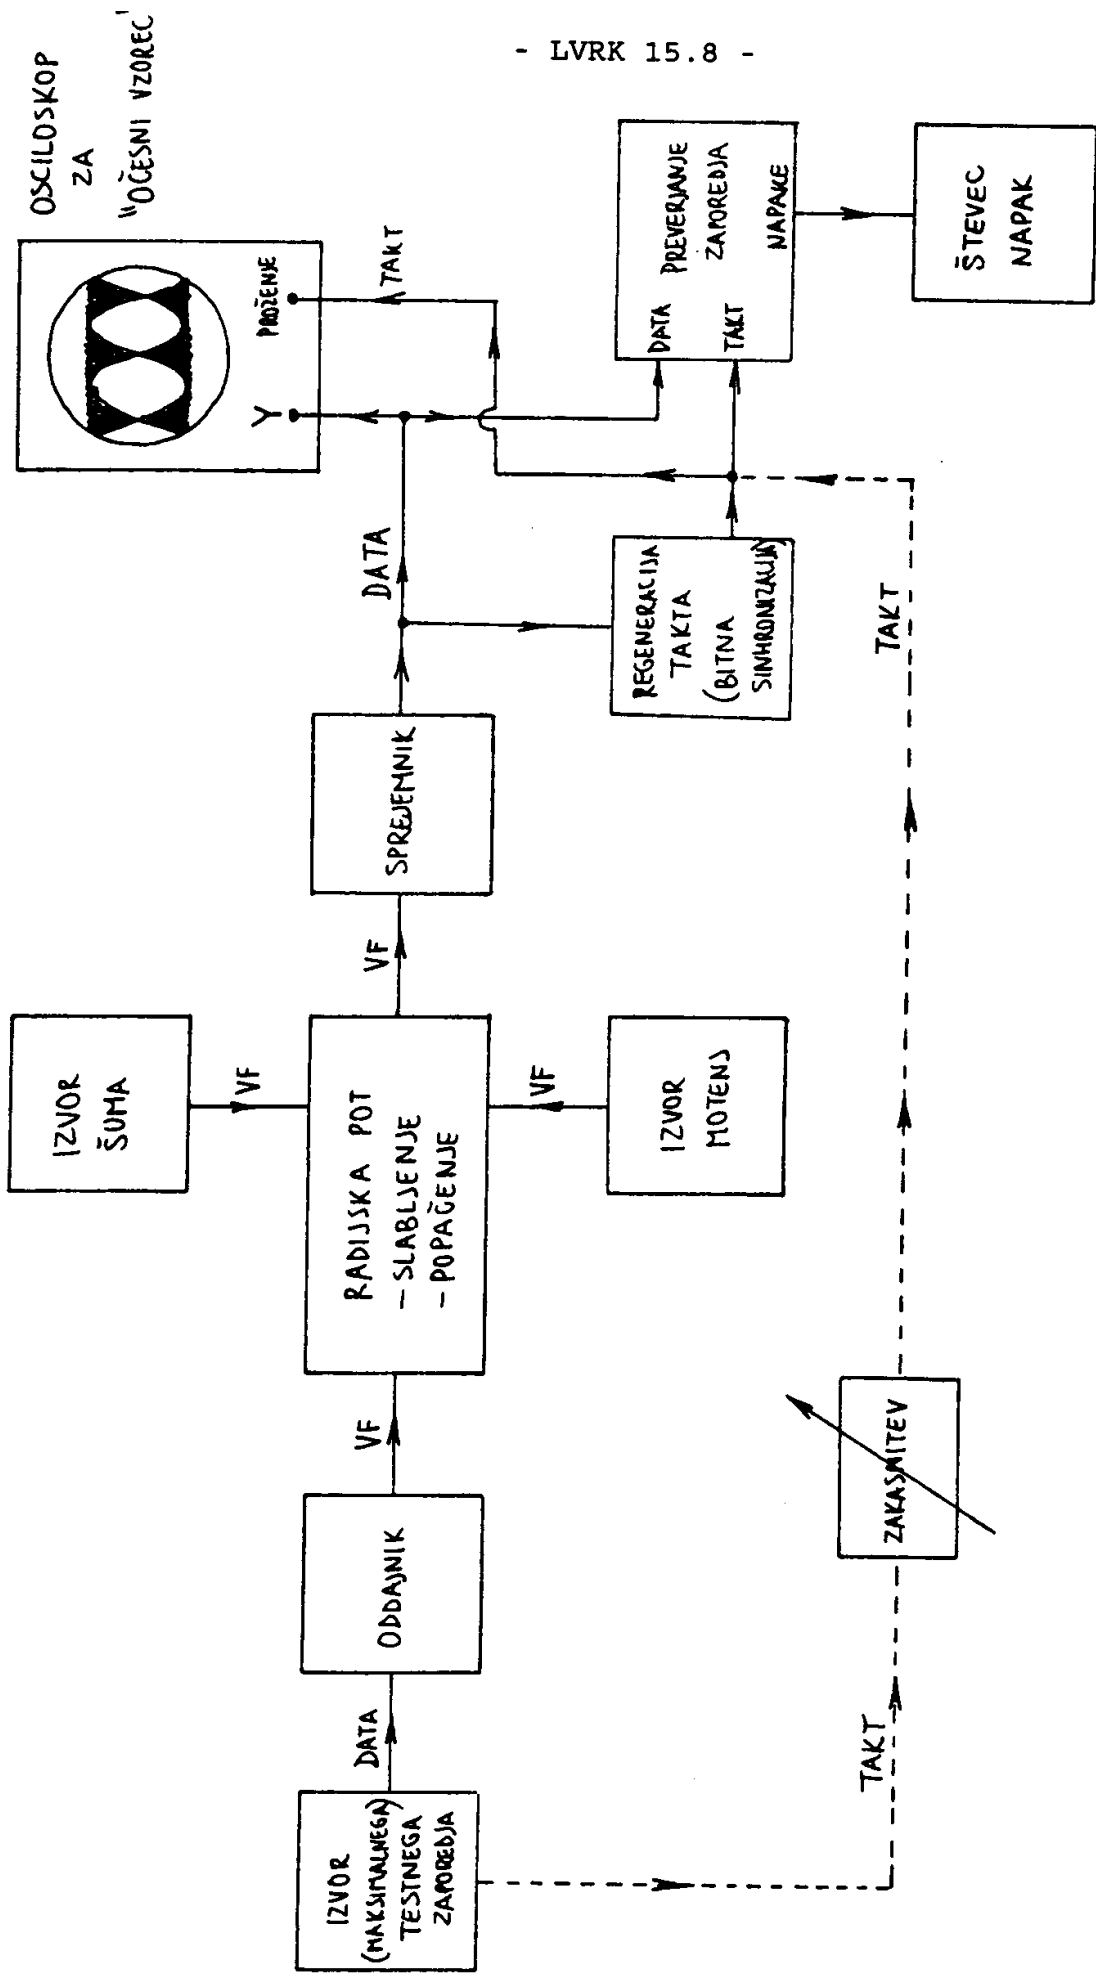 - LVRK 15.8 -
OSCILOSKOP
ZA
"OČESNI VZOREC"
Y
PROŽENJE
TAKT
DATA
DATA
TAKT
PREVERJANJE
ZAPOREDJA
NAPAKE
ŠTEVEC
NAPAK
REGENERACIJA
TAKTA
(BITNA
SINHRONIZACIJA)
TAKT
SPREJEMNIK
VF
IZVOR
ŠUMA
VF
RADIJSKA POT
- SLABLJENJE
- POPAČENJE
VF
IZVOR
MOTENJ
VF
ODDAJNIK
DATA
IZVOR
(MAKSIMALNEGA)
TESTNEGA
ZAPOREDJA
TAKT
ZAKASNITEV